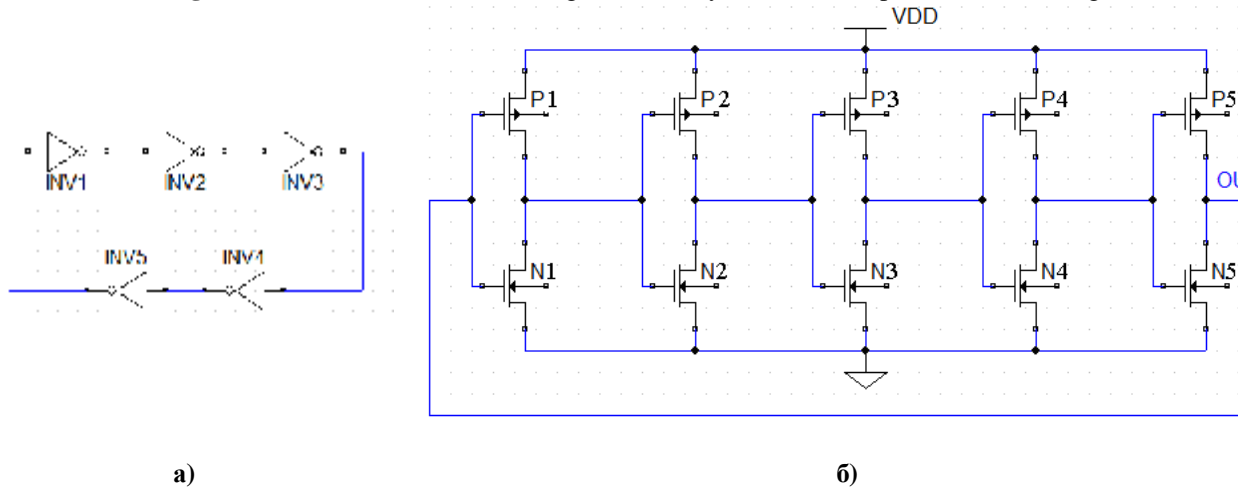 VDD
P1 P2 P3 P4 P5
INV1 INV2 INV3
OU
INV5 INV4
N1 N2 N3 N4 N5
а) б)